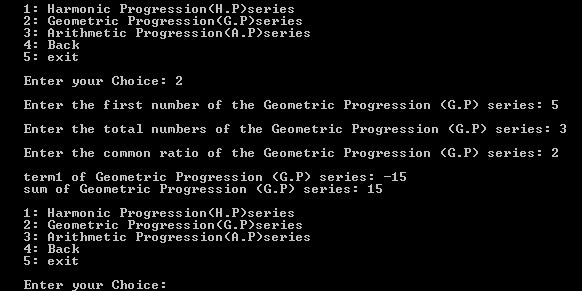 1: Harmonic Progression(H.P)series
2: Geometric Progression(G.P)series
3: Arithmetic Progression(A.P)series
4: Back
5: exit
Enter your Choice: 2
Enter the first number of the Geometric Progression (G.P) series: 5
Enter the total numbers of the Geometric Progression (G.P) series: 3
Enter the common ratio of the Geometric Progression (G.P) series: 2
term1 of Geometric Progression (G.P) series: -15
sum of Geometric Progression (G.P) series: 15
1: Harmonic Progression(H.P)series
2: Geometric Progression(G.P)series
3: Arithmetic Progression(A.P)series
4: Back
5: exit
Enter your Choice: